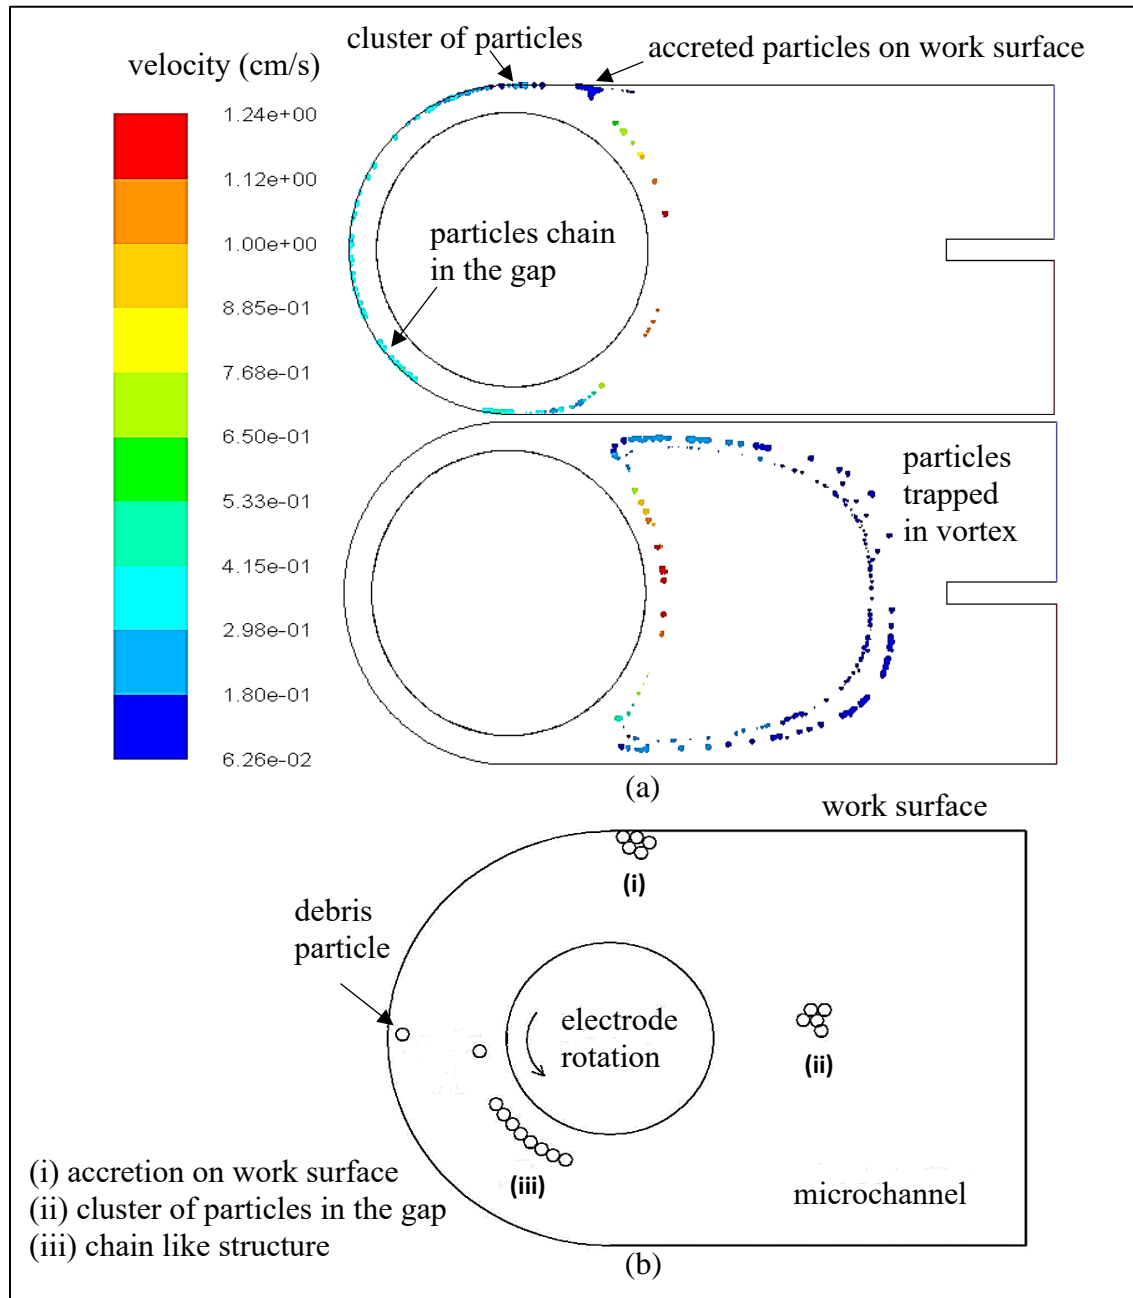 cluster of particles
accreted particles on work surface
velocity (cm/s)
1.24e+00
1.12e+00
1.00e+00
8.85e-01
7.68e-01
6.50e-01
5.33e-01
4.15e-01
2.98e-01
1.80e-01
6.26e-02
particles chain
in the gap
particles
trapped
in vortex
(a)
work surface
(i)
debris
particle
electrode
rotation
(ii)
(iii)
microchannel
(i) accretion on work surface
(ii) cluster of particles in the gap
(iii) chain like structure
(b)